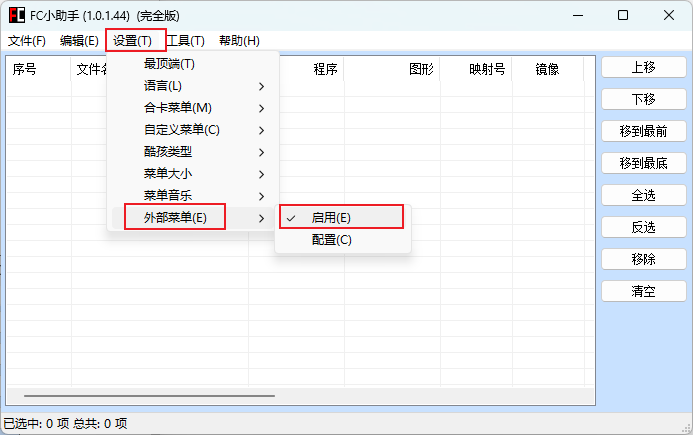 FC小助手 (1.0.1.44) (完全版)
文件(F) 编辑(E) 设置(T) 工具(T) 帮助(H)
序号 文件名 程序 图形 映射号 镜像
最顶端(T)
语言(L)
合卡菜单(M)
自定义菜单(C)
酷孩类型
菜单大小
菜单音乐
外部菜单(E)
启用(E)
配置(C)
上移
下移
移到最前
移到最底
全选
反选
移除
清空
已选中: 0 项 总共: 0 项